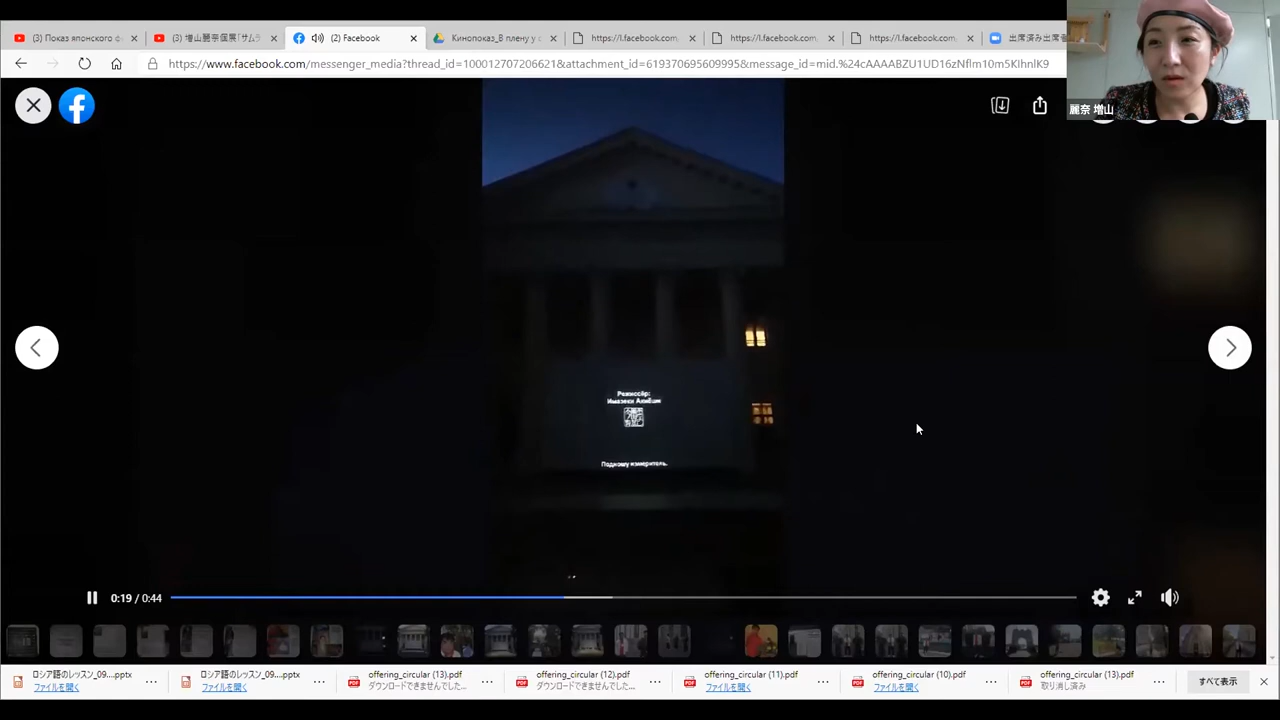 (3) Показ японского ф
(3) 増山麗奈個展「サムラ
(2) Facebook
Кинопоказ_В плену у с
https://l.facebook.com
https://l.facebook.com
https://l.facebook.com
出席済み出席者
https://www.facebook.com/messenger_media?thread_id=100012707206621&attachment_id=619370695609995&message_id=mid.%24cAAAABZU1UD16zNflm10m5KIhnIK9
麗奈 増山
Режиссёр:
Имаэеки
Подношу измеритель.
0:19 / 0:44
ロシア語のレッスン_09....pptx
ファイルを開く
ロシア語のレッスン_09....pptx
ファイルを開く
offering_circular (13).pdf
ダウンロードできませんでした...
offering_circular (12).pdf
ダウンロードできませんでした...
offering_circular (11).pdf
ファイルを開く
offering_circular (10).pdf
ファイルを開く
offering_circular (13).pdf
取り消し済み
すべて表示